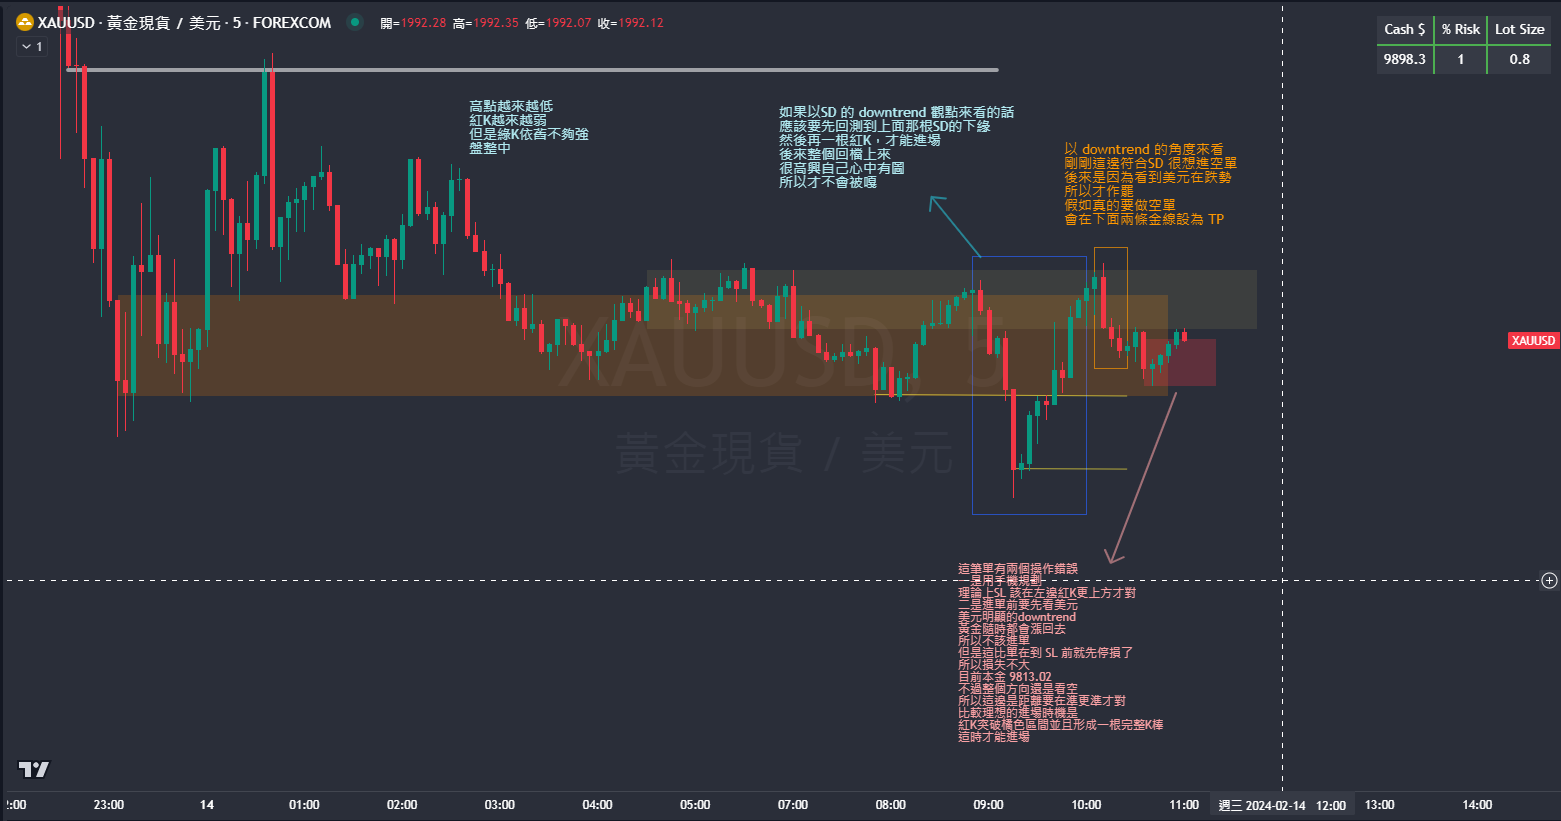 XAUUSD · 黃金現貨 / 美元 · 5 · FOREXCOM 開=1992.28 高=1992.35 低=1992.07 收=1992.12
1
Cash $ % Risk Lot Size
9898.3 1 0.8
高點越來越低
紅K越來越弱
但是綠K依舊不夠強
盤整中
如果以SD 的 downtrend 觀點來看的話
應該要先回測到上面那根SD的下緣
然後再一根紅K，才能進場
後來整個回檔上來
很高興自己心中有圖
所以才不會被嘎
以 downtrend 的角度來看
剛剛這邊符合SD 很想進空單
後來是因為看到美元在跌勢
所以才作罷
假如真的要做空單
會在下面兩條金線設為 TP
XAUUSD, 5
黃金現貨 / 美元
XAUUSD
這筆單有兩個操作錯誤
一是用手機規劃
理論上SL 該在左邊紅K更上方才對
二是進單前要先看美元
美元明顯的downtrend
黃金隨時都會漲回去
所以不該進單
但是這比單在到 SL 前就先停損了
所以損失不大
目前本金 9813.02
不過整個方向還是看空
所以這邊是距離要在準更準才對
比較理想的進場時機是
紅K突破橘色區間並且形成一根完整K棒
這時才能進場
2:00 23:00 14 01:00 02:00 03:00 04:00 05:00 07:00 08:00 09:00 10:00 11:00 週三 2024-02-14 12:00 13:00 14:00